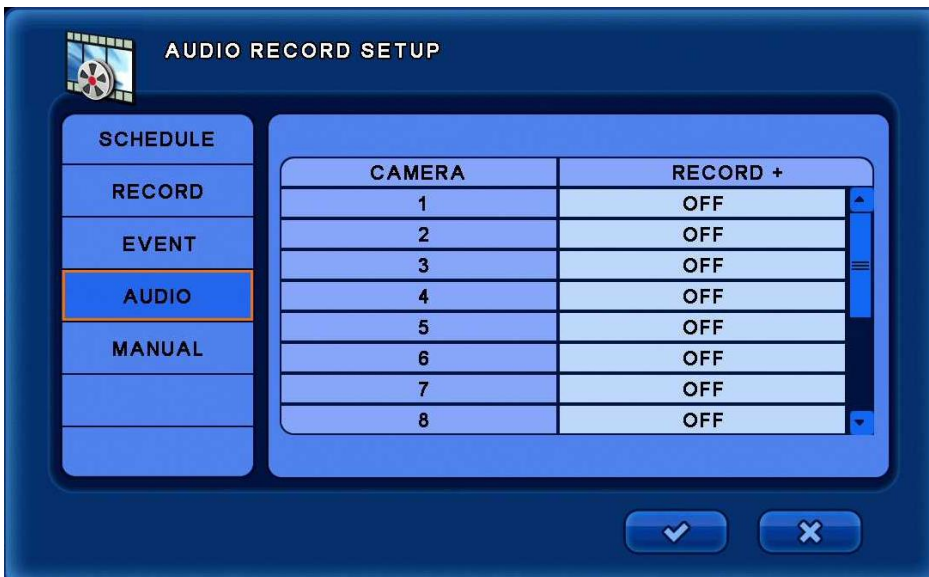 AUDIO RECORD SETUP
SCHEDULE
RECORD
EVENT
AUDIO
MANUAL
CAMERA RECORD +
1 OFF
2 OFF
3 OFF
4 OFF
5 OFF
6 OFF
7 OFF
8 OFF